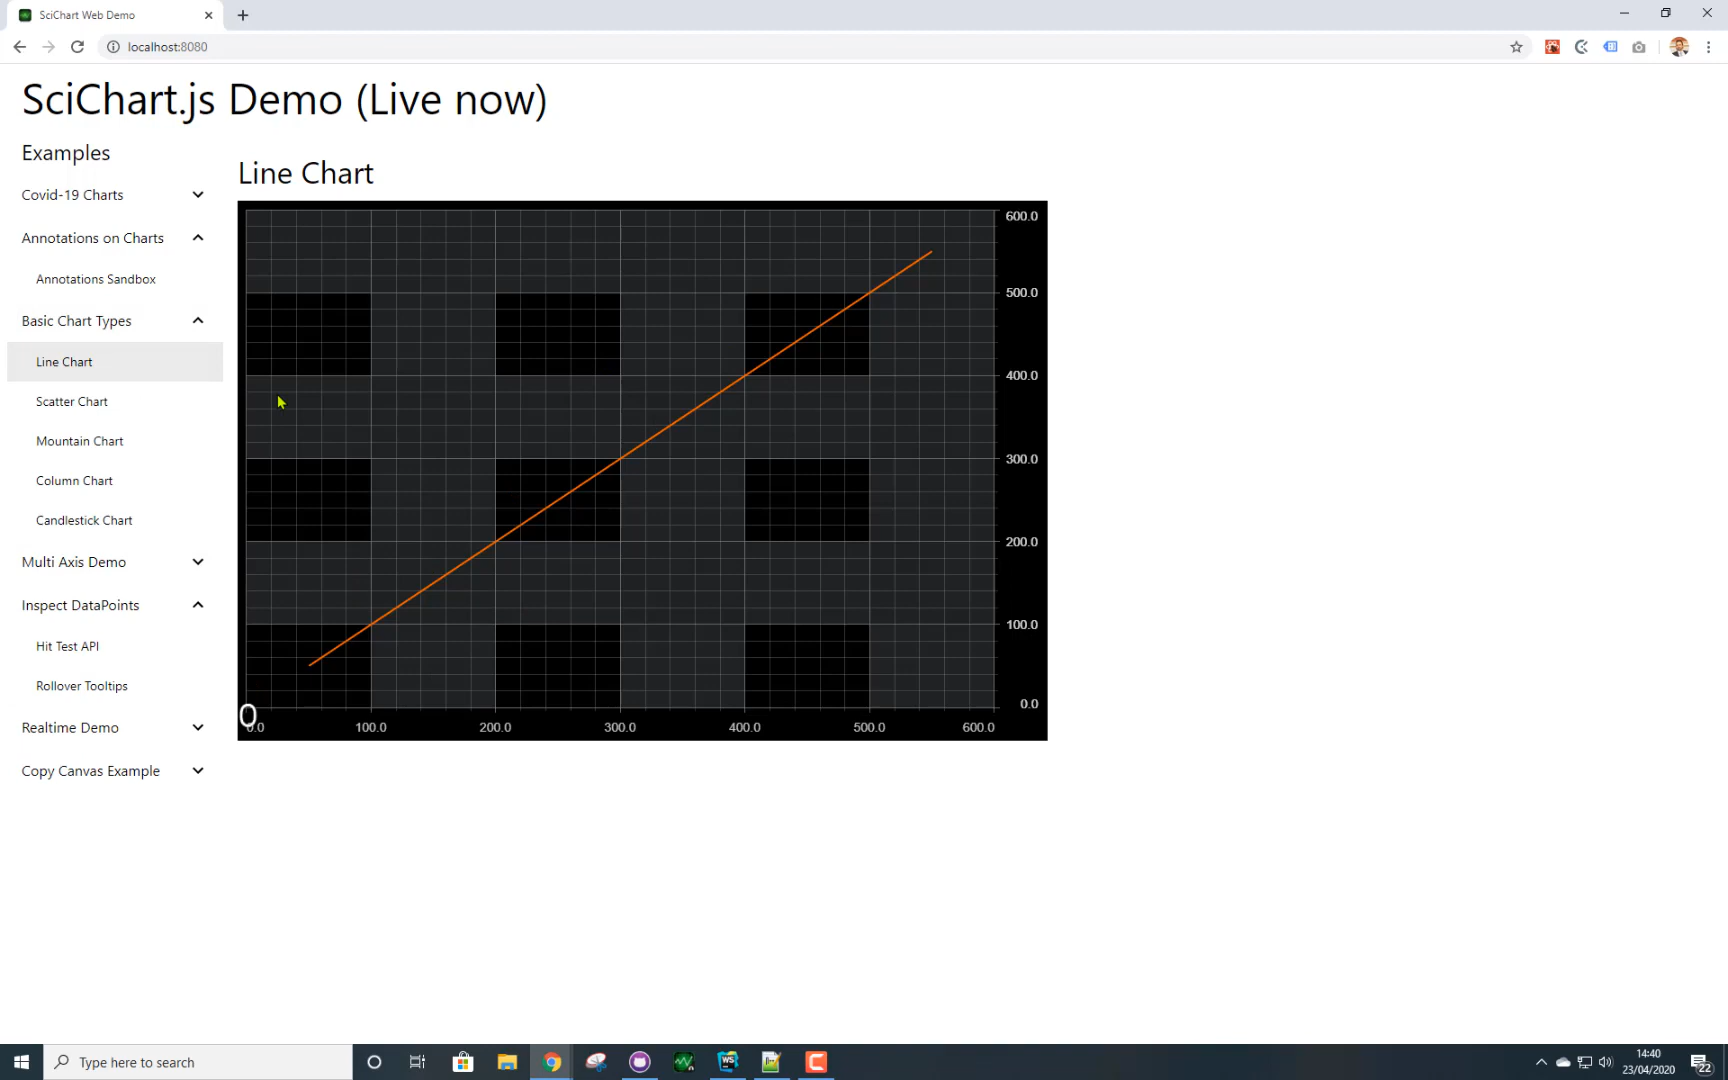 SciChart Web Demo
localhost:8080
SciChart.js Demo (Live now)
Examples
Covid-19 Charts
Annotations on Charts
Annotations Sandbox
Basic Chart Types
Line Chart
Scatter Chart
Mountain Chart
Column Chart
Candlestick Chart
Multi Axis Demo
Inspect DataPoints
Hit Test API
Rollover Tooltips
Realtime Demo
Copy Canvas Example
Line Chart
600.0
500.0
400.0
300.0
200.0
100.0
0.0
0
0.0 100.0 200.0 300.0 400.0 500.0 600.0
Type here to search
WS
14:40
23/04/2020
22